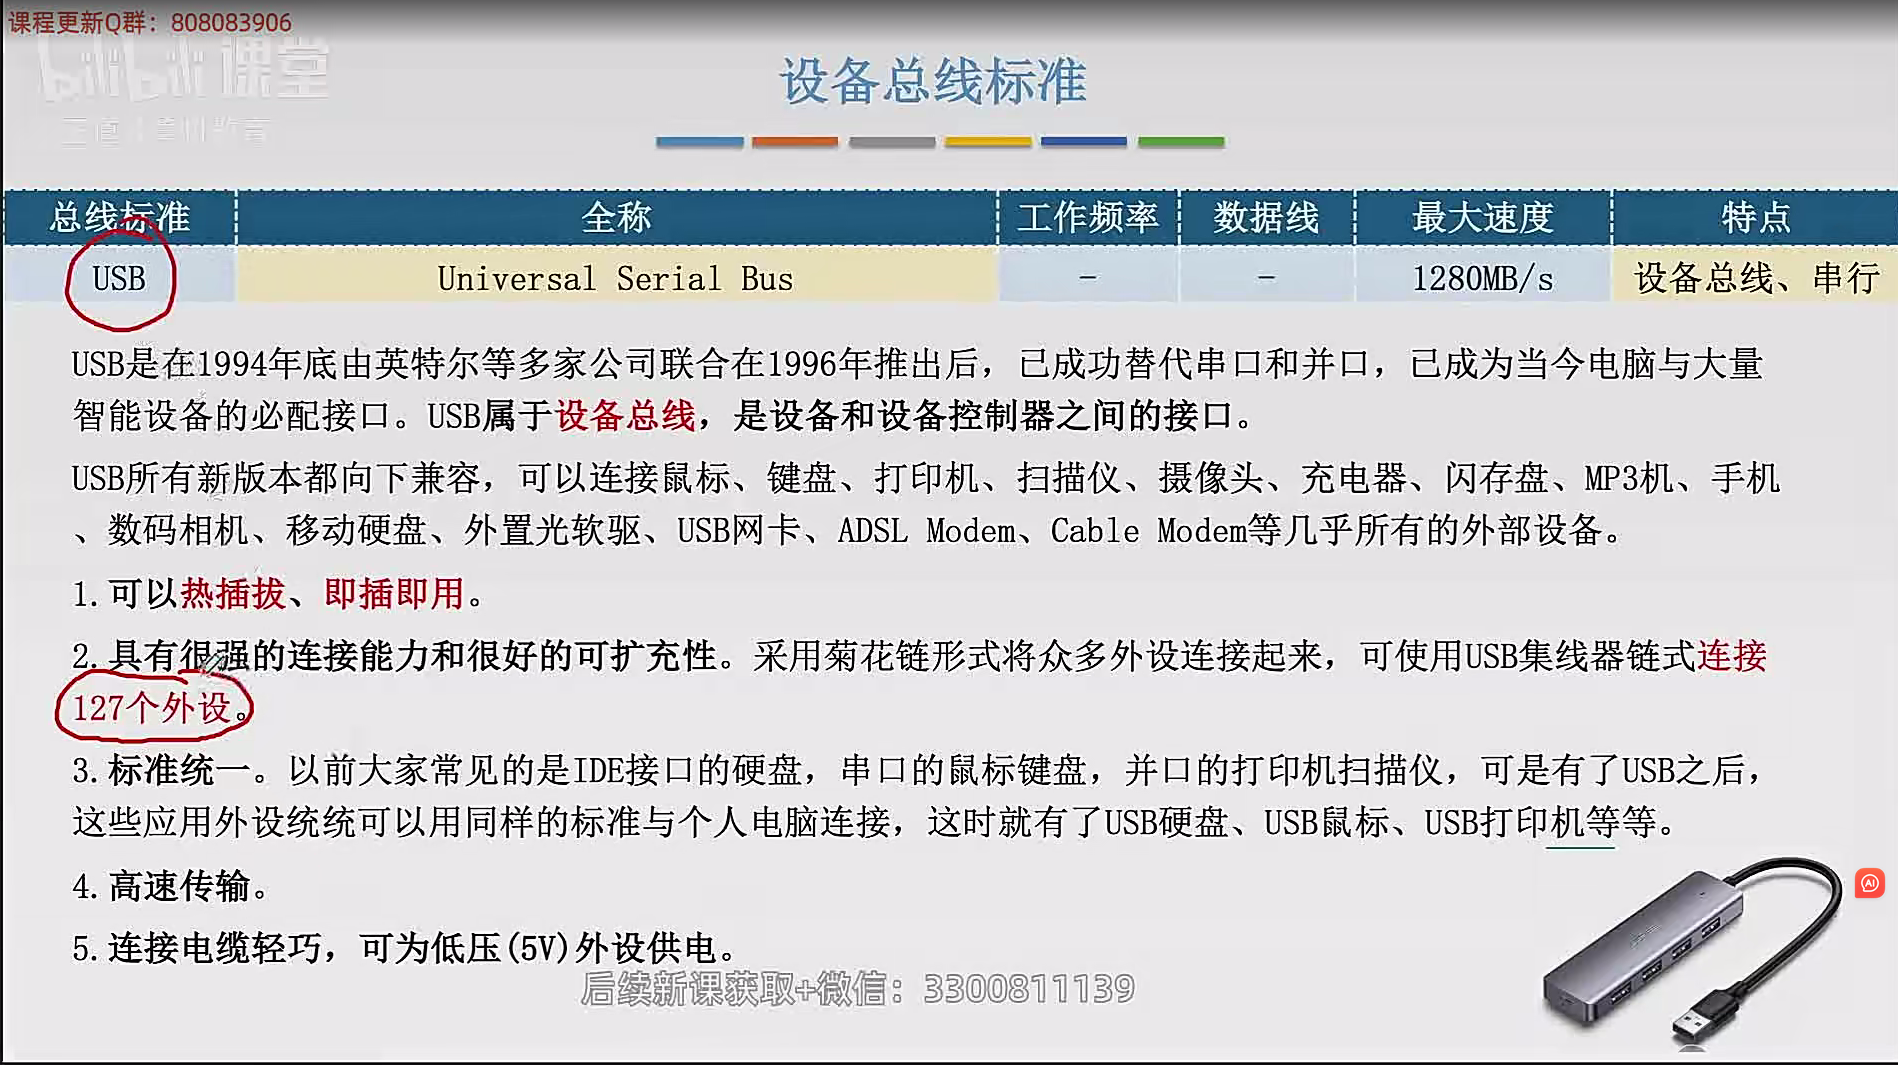 课程更新Q群：808083906
bilibili课堂
设备总线标准
总线标准 全称 工作频率 数据线 最大速度 特点
USB Universal Serial Bus － － 1280MB/s 设备总线、串行
USB是在1994年底由英特尔等多家公司联合在1996年推出后，已成功替代串口和并口，已成为当今电脑与大量
智能设备的必配接口。USB属于设备总线，是设备和设备控制器之间的接口。
USB所有新版本都向下兼容，可以连接鼠标、键盘、打印机、扫描仪、摄像头、充电器、闪存盘、MP3机、手机
、数码相机、移动硬盘、外置光软驱、USB网卡、ADSL Modem、Cable Modem等几乎所有的外部设备。
1.可以热插拔、即插即用。
2.具有很强的连接能力和很好的可扩充性。采用菊花链形式将众多外设连接起来，可使用USB集线器链式连接
127个外设。
3.标准统一。以前大家常见的是IDE接口的硬盘，串口的鼠标键盘，并口的打印机扫描仪，可是有了USB之后，
这些应用外设统统可以用同样的标准与个人电脑连接，这时就有了USB硬盘、USB鼠标、USB打印机等等。
4.高速传输。
AI
5.连接电缆轻巧，可为低压(5V)外设供电。
后续新课获取+微信：3300811139